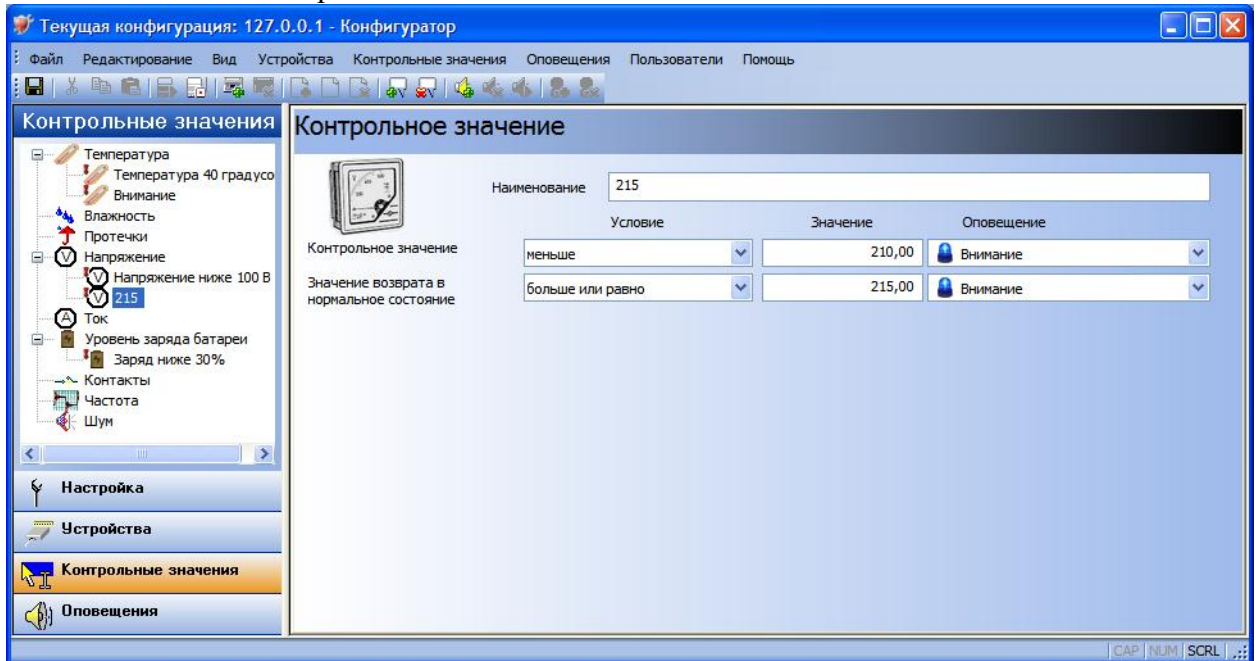 Текущая конфигурация: 127.0.0.1 - Конфигуратор
Файл Редактирование Вид Устройства Контрольные значения Оповещения Пользователи Помощь
Контрольные значения
Температура
Температура 40 градусо
Внимание
Влажность
Протечки
Напряжение
Напряжение ниже 100 В
215
Ток
Уровень заряда батареи
Заряд ниже 30%
Контакты
Частота
Шум
Настройка
Устройства
Контрольные значения
Оповещения
Контрольное значение
Наименование 215
Условие Значение Оповещение
Контрольное значение меньше 210,00 Внимание
Значение возврата в
нормальное состояние больше или равно 215,00 Внимание
CAP NUM SCRL